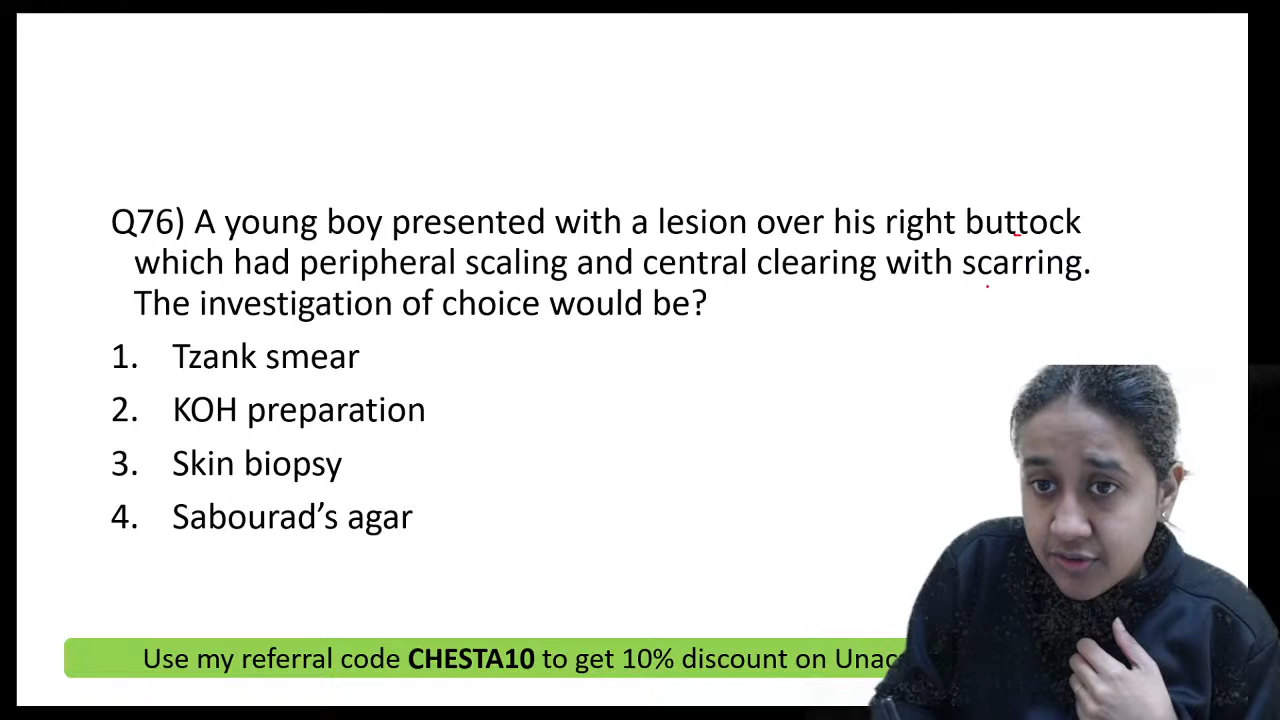 Q76) A young boy presented with a lesion over his right buttock
which had peripheral scaling and central clearing with scarring.
The investigation of choice would be?
1. Tzank smear
2. KOH preparation
3. Skin biopsy
4. Sabourad's agar
Use my referral code CHESTA10 to get 10% discount on